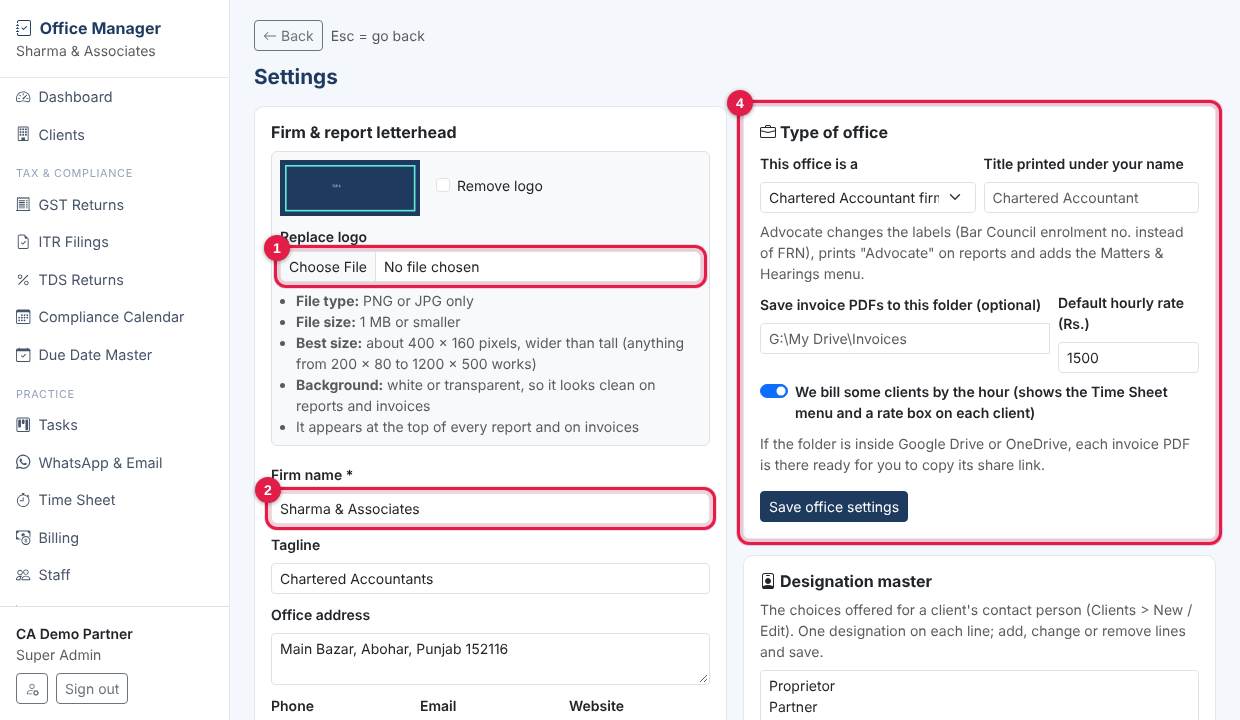 Office Manager
Sharma & Associates
Dashboard
Clients
TAX & COMPLIANCE
GST Returns
ITR Filings
TDS Returns
Compliance Calendar
Due Date Master
PRACTICE
Tasks
WhatsApp & Email
Time Sheet
Billing
Staff
CA Demo Partner
Super Admin
Sign out
← Back Esc = go back
Settings
Firm & report letterhead
Remove logo
Replace logo
1
Choose File No file chosen
• File type: PNG or JPG only
• File size: 1 MB or smaller
• Best size: about 400 × 160 pixels, wider than tall (anything
from 200 × 80 to 1200 × 500 works)
• Background: white or transparent, so it looks clean on
reports and invoices
• It appears at the top of every report and on invoices
Firm name *
2
Sharma & Associates
Tagline
Chartered Accountants
Office address
Main Bazar, Abohar, Punjab 152116
Phone Email Website
4
Type of office
This office is a Title printed under your name
Chartered Accountant firm Chartered Accountant
Advocate changes the labels (Bar Council enrolment no. instead
of FRN), prints "Advocate" on reports and adds the Matters &
Hearings menu.
Save invoice PDFs to this folder (optional) Default hourly rate
(Rs.)
G:\My Drive\Invoices
1500
We bill some clients by the hour (shows the Time Sheet
menu and a rate box on each client)
If the folder is inside Google Drive or OneDrive, each invoice PDF
is there ready for you to copy its share link.
Save office settings
Designation master
The choices offered for a client's contact person (Clients > New /
Edit). One designation on each line; add, change or remove lines
and save.
Proprietor
Partner